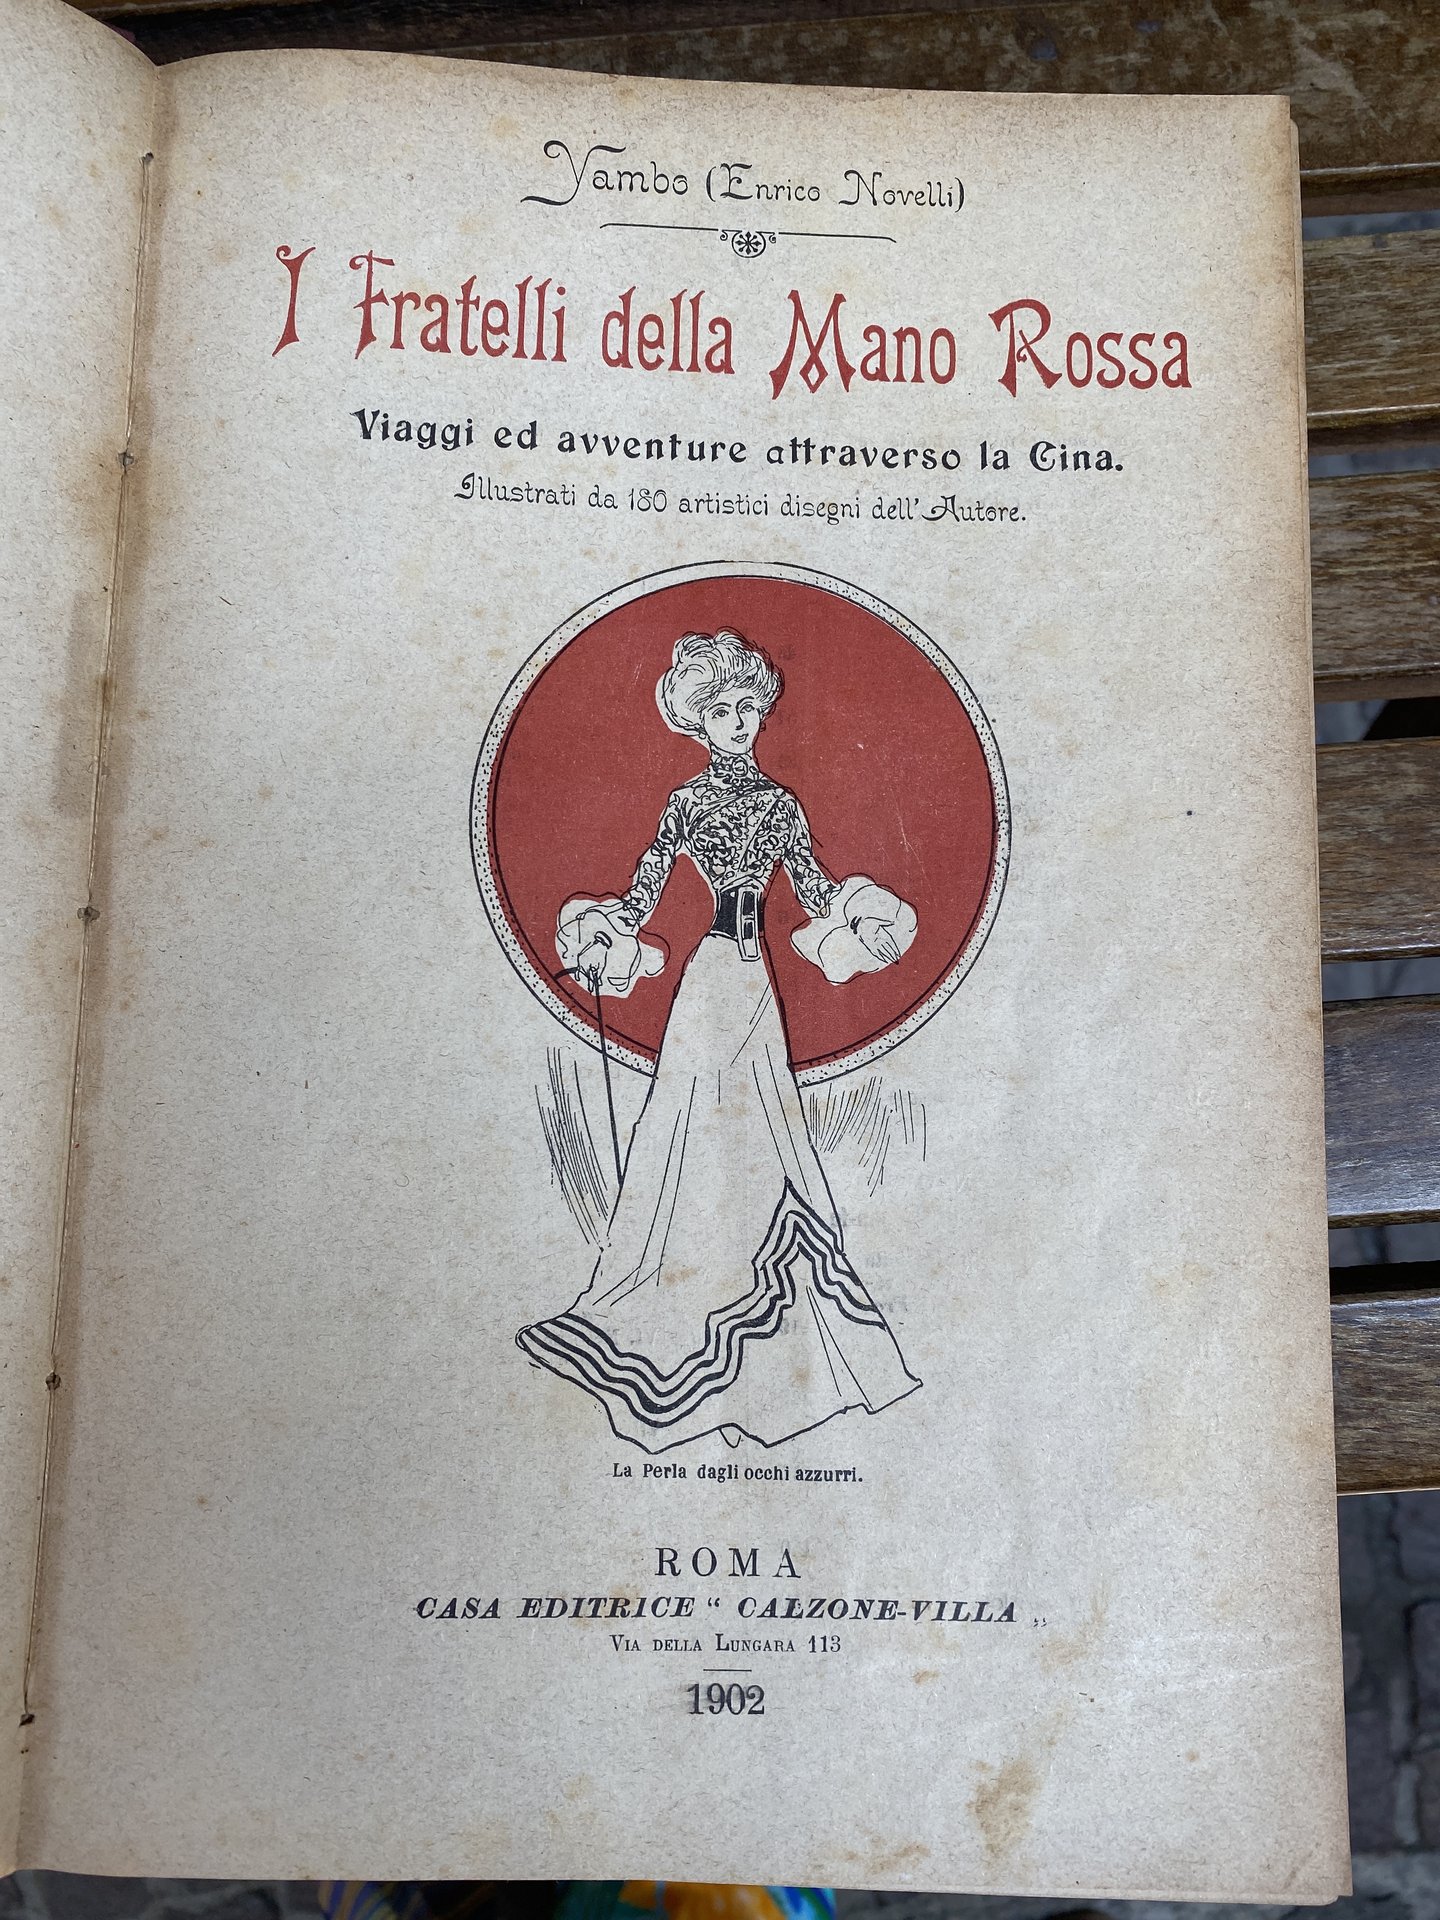 Yambo (Enrico Novelli)
I Fratelli della Mano Rossa
Viaggi ed avventure attraverso la Cina.
Illustrati da 180 artistici disegni dell'Autore.
La Perla dagli occhi azzurri.
ROMA
CASA EDITRICE “ CALZONE-VILLA „
VIA DELLA LUNGARA 113
1902